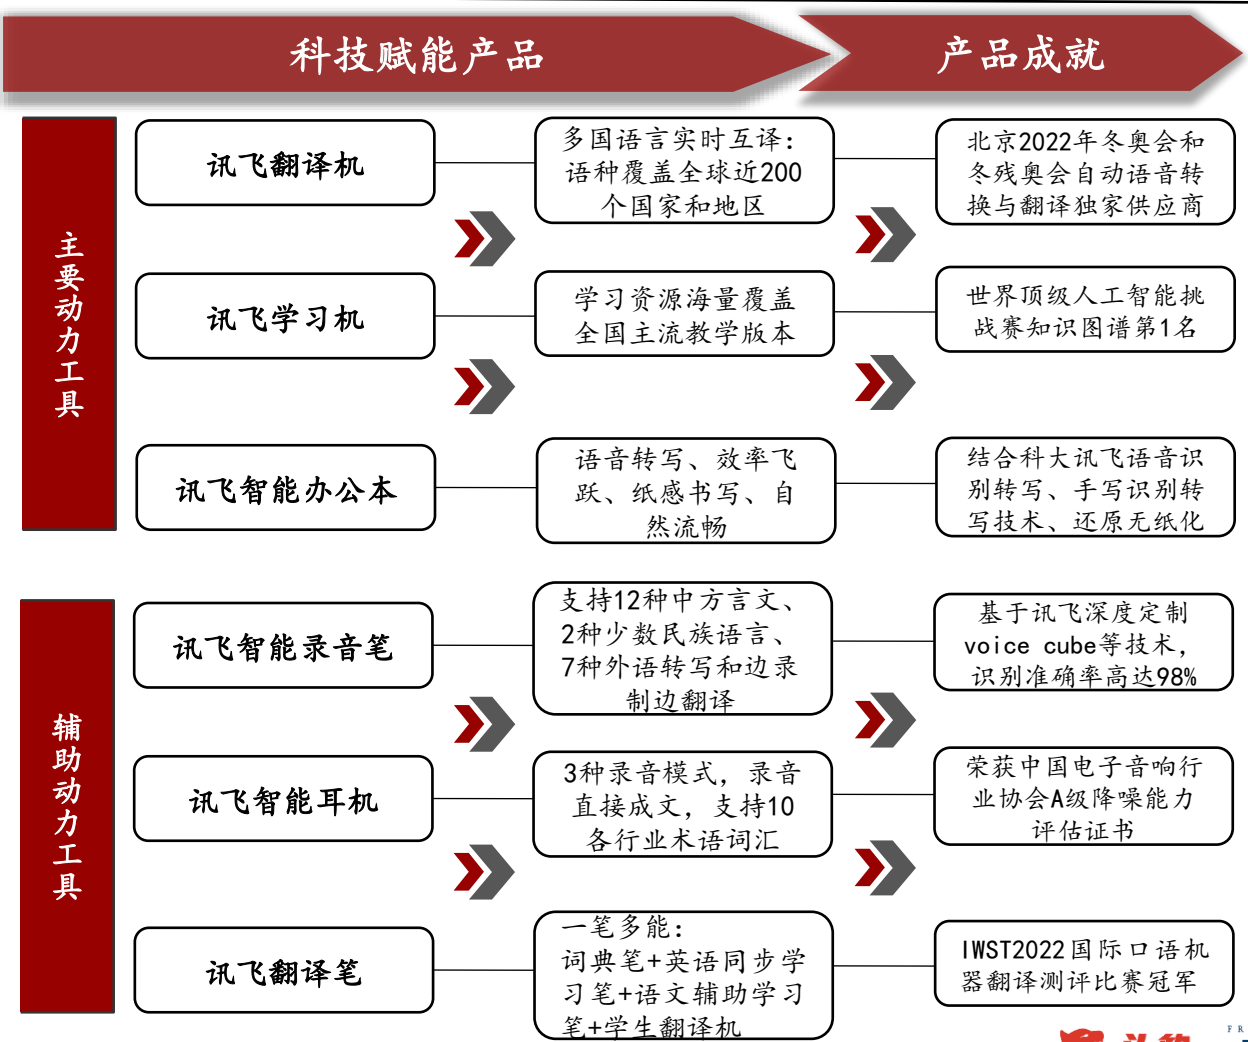 科技赋能产品
产品成就
主要动力工具
讯飞翻译机
多国语言实时互译：
语种覆盖全球近200
个国家和地区
北京2022年冬奥会和
冬残奥会自动语音转
换与翻译独家供应商
讯飞学习机
学习资源海量覆盖
全国主流教学版本
世界顶级人工智能挑
战赛知识图谱第1名
讯飞智能办公本
语音转写、效率飞
跃、纸感书写、自
然流畅
结合科大讯飞语音识
别转写、手写识别转
写技术、还原无纸化
辅助动力工具
讯飞智能录音笔
支持12种中方言文、
2种少数民族语言、
7种外语转写和边录
制边翻译
基于讯飞深度定制
voice cube等技术，
识别准确率高达98%
讯飞智能耳机
3种录音模式，录音
直接成文，支持10
各行业术语词汇
荣获中国电子音响行
业协会A级降噪能力
评估证书
讯飞翻译笔
一笔多能：
词典笔+英语同步学
习笔+语文辅助学习
笔+学生翻译机
IWST2022国际口语机
器翻译测评比赛冠军
F R